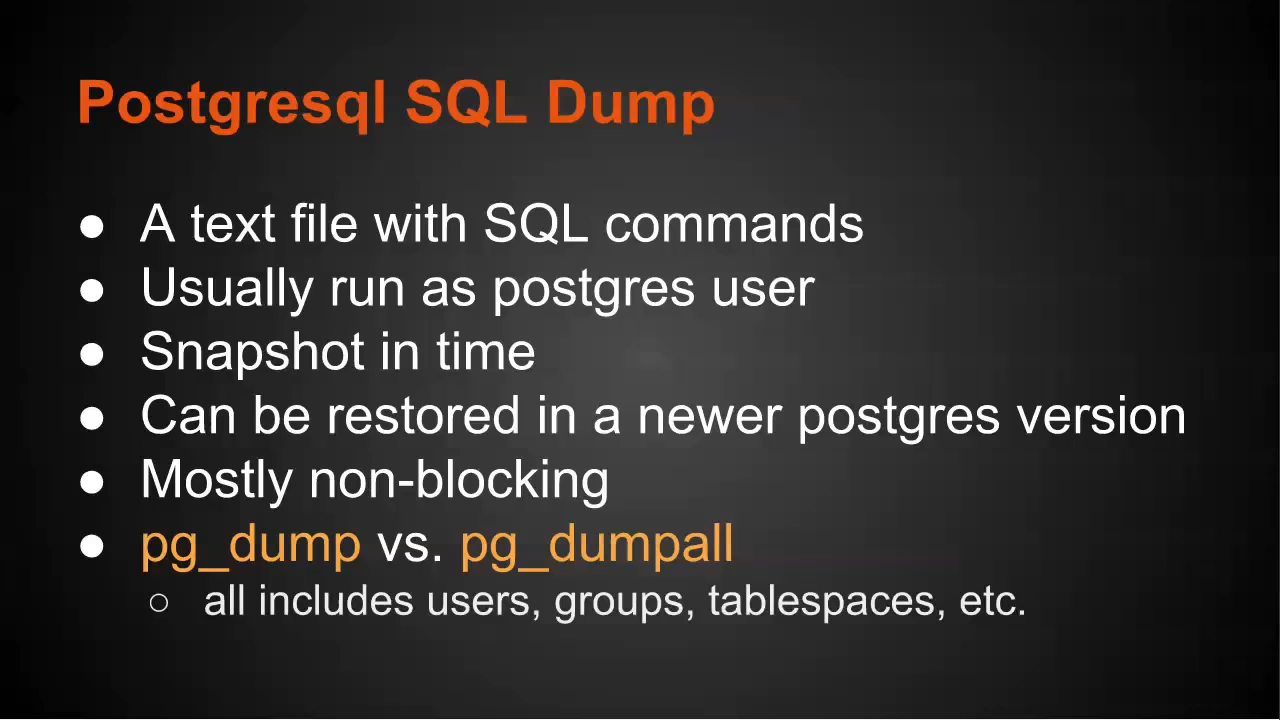 Postgresql SQL Dump
● A text file with SQL commands
● Usually run as postgres user
● Snapshot in time
● Can be restored in a newer postgres version
● Mostly non-blocking
● pg_dump vs. pg_dumpall
○ all includes users, groups, tablespaces, etc.